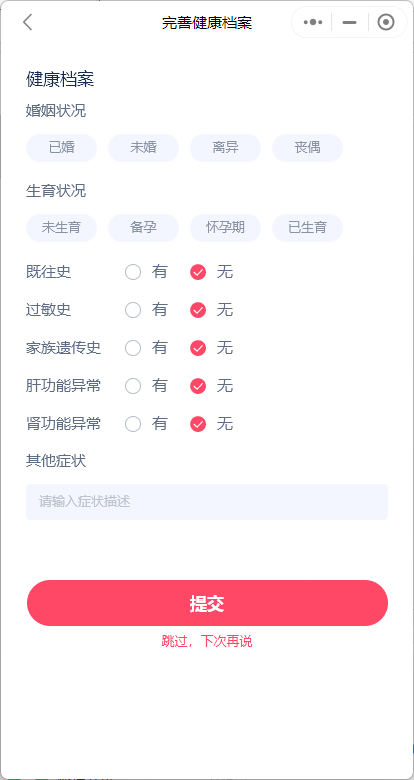 完善健康档案
健康档案
婚姻状况
已婚 未婚 离异 丧偶
生育状况
未生育 备孕 怀孕期 已生育
既往史 有 无
过敏史 有 无
家族遗传史 有 无
肝功能异常 有 无
肾功能异常 有 无
其他症状
请输入症状描述
提交
跳过，下次再说